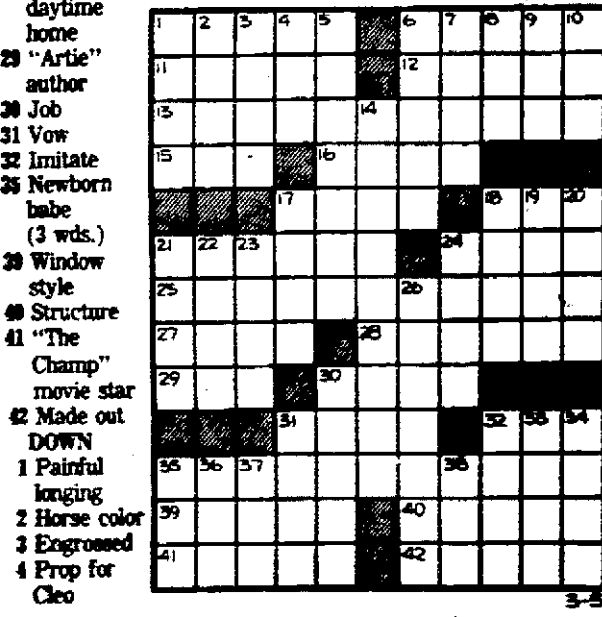 daytime
home
29 "Artie"
author
30 Job
31 Vow
32 Imitate
35 Newborn
babe
(3 wds.)
39 Window
style
40 Structure
41 "The
Champ"
movie star
42 Made out
DOWN
1 Painful
longing
2 Horse color
3 Engrossed
4 Prop for
Cleo
1 2 3 4 5 6 7 8 9 10
11 12
13 14
15 16
17 18 19 20
21 22 23 24
25 26
27 28
29 30
31 32 33 34
35 36 37 38
39 40
41 42